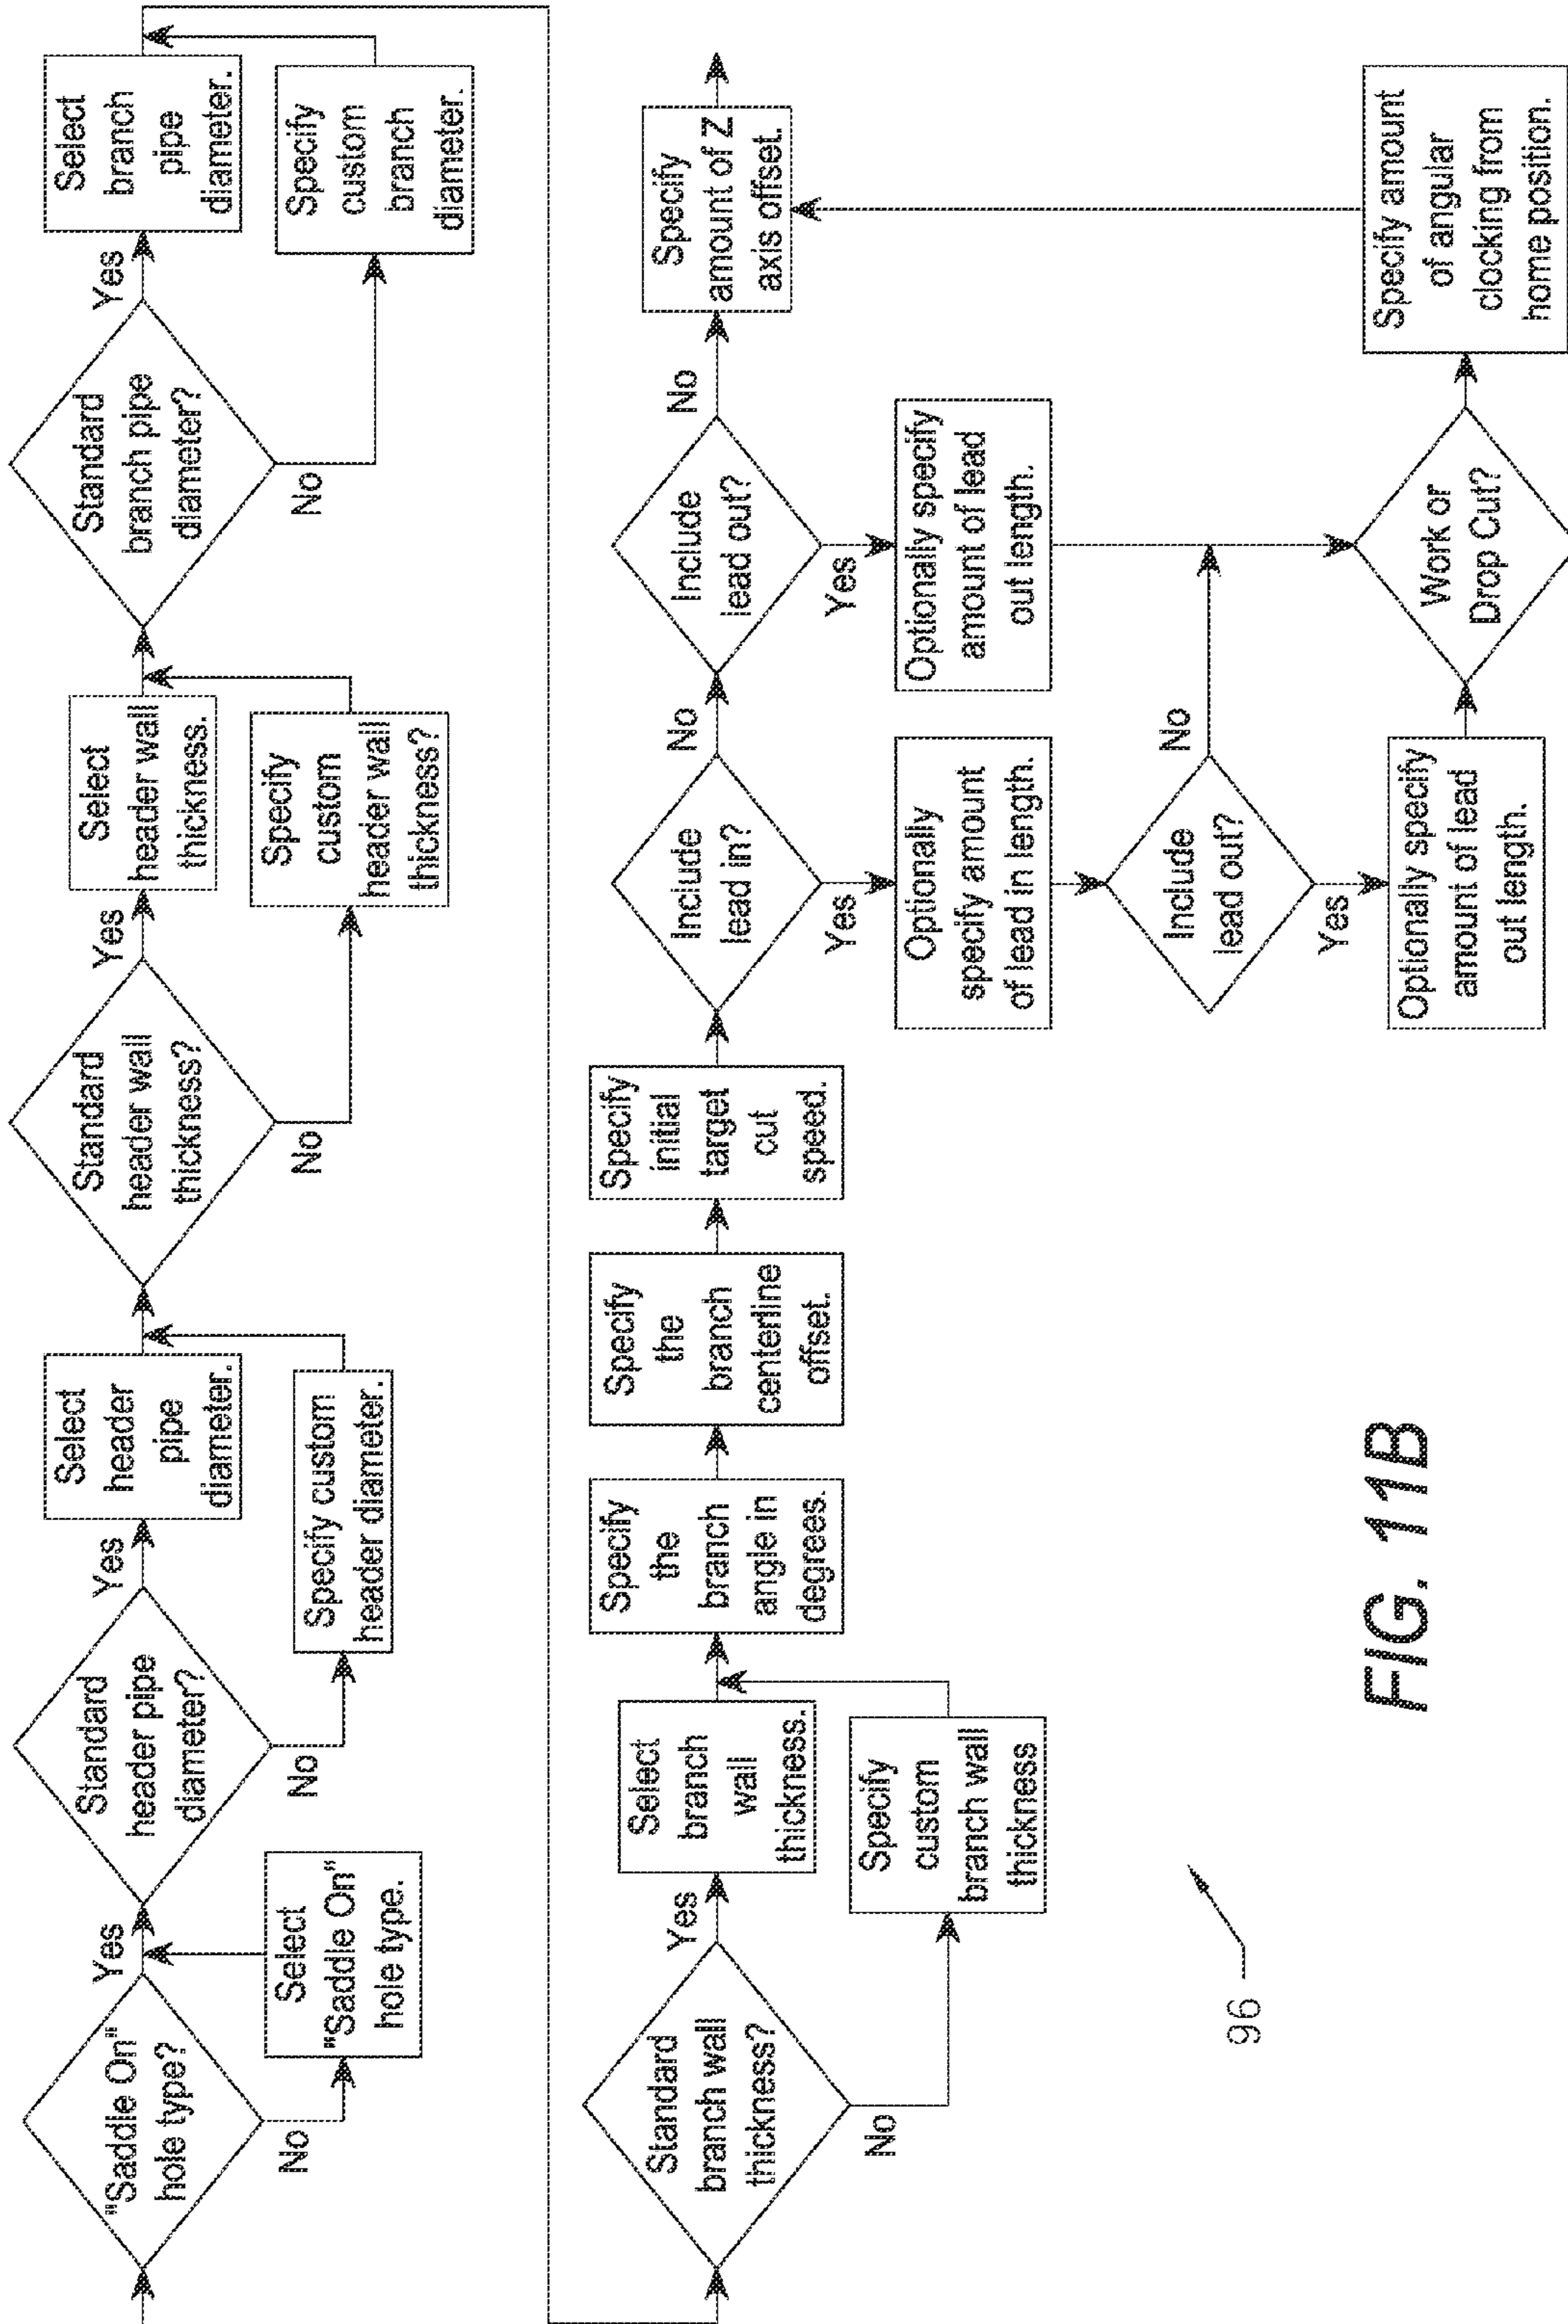 "Saddle On"
hole type?
Yes
No
Select
"Saddle On"
hole type.
Standard
header pipe
diameter?
Yes
No
Select
header
pipe
diameter.
Specify custom
header diameter.
Standard
header wall
thickness?
Yes
No
Select
header wall
thickness.
Specify
custom
header wall
thickness?
Standard
branch pipe
diameter?
Yes
No
Select
branch
pipe
diameter.
Specify
custom
branch
diameter.
Standard
branch wall
thickness?
Yes
No
Select
branch
wall
thickness.
Specify
custom
branch wall
thickness
Specify
the
branch
angle in
degrees.
Specify
the
branch
centerline
offset.
Specify
initial
target
cut
speed.
Include
lead in?
No
Yes
Include
lead out?
No
Yes
Specify
amount of Z
axis offset.
Optionally
specify amount
of lead in length.
Optionally specify
amount of lead
out length.
Include
lead out?
No
Yes
Optionally specify
amount of lead
out length.
Work or
Drop Cut?
Specify amount
of angular
clocking from
home position.
96
FIG. 11B